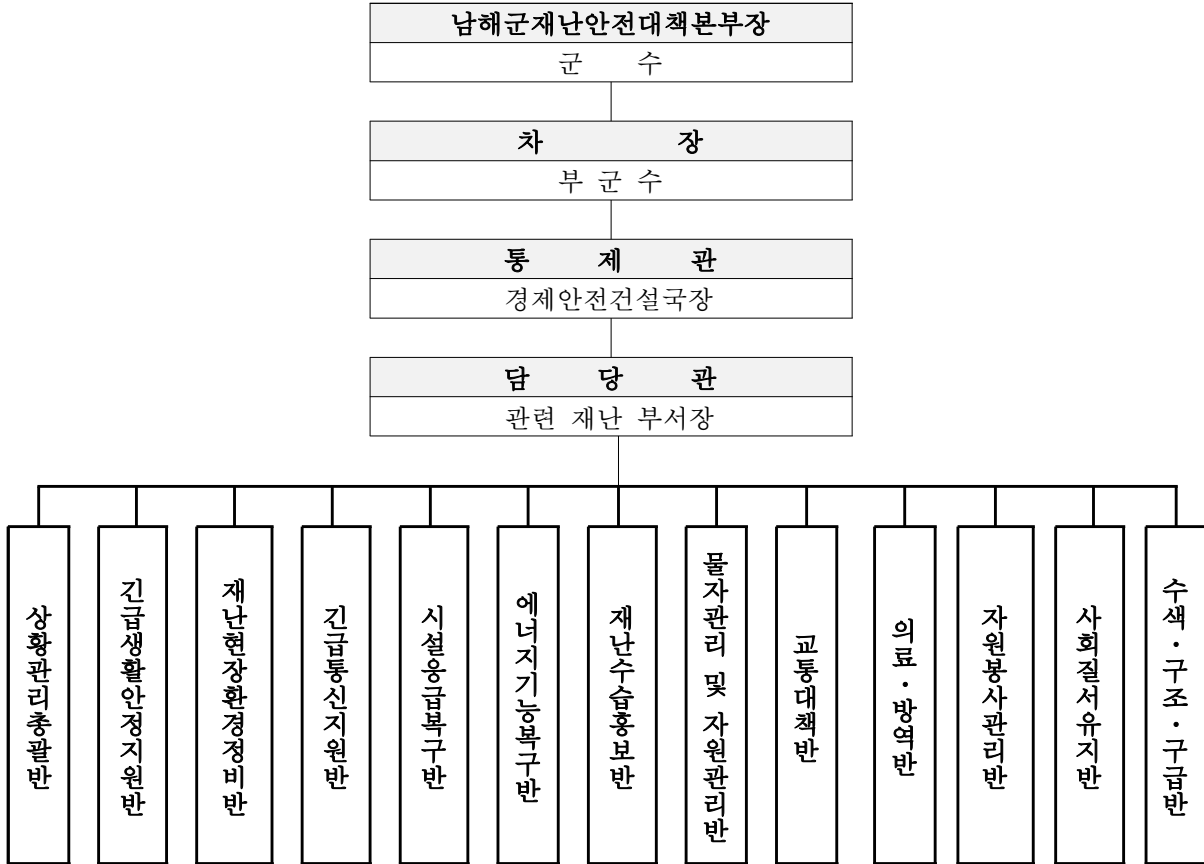 남해군재난안전대책본부장
군 수
차 장
부 군 수
통 제 관
경제안전건설국장
담 당 관
관련 재난 부서장
상황관리총괄반
긴급생활안정지원반
재난현장환경정비반
긴급통신지원반
시설응급복구반
에너지기능복구반
재난수습홍보반
물자관리 및 자원관리반
교통대책반
의료·방역반
자원봉사관리반
사회질서유지반
수색·구조·구급반